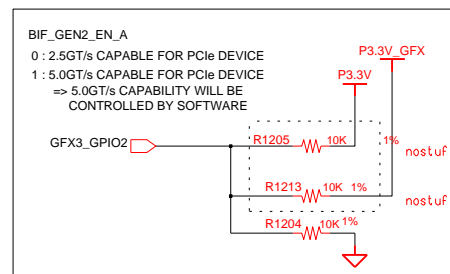 BIF_GEN2_EN_A
0 : 2.5GT/s CAPABLE FOR PCIe DEVICE
1 : 5.0GT/s CAPABLE FOR PCIe DEVICE
=> 5.0GT/s CAPABILITY WILL BE
CONTROLLED BY SOFTWARE
P3.3V_GFX
P3.3V
GFX3_GPIO2
R1205 10K 1%
nostuf
R1213 10K 1%
nostuf
R1204 10K 1%